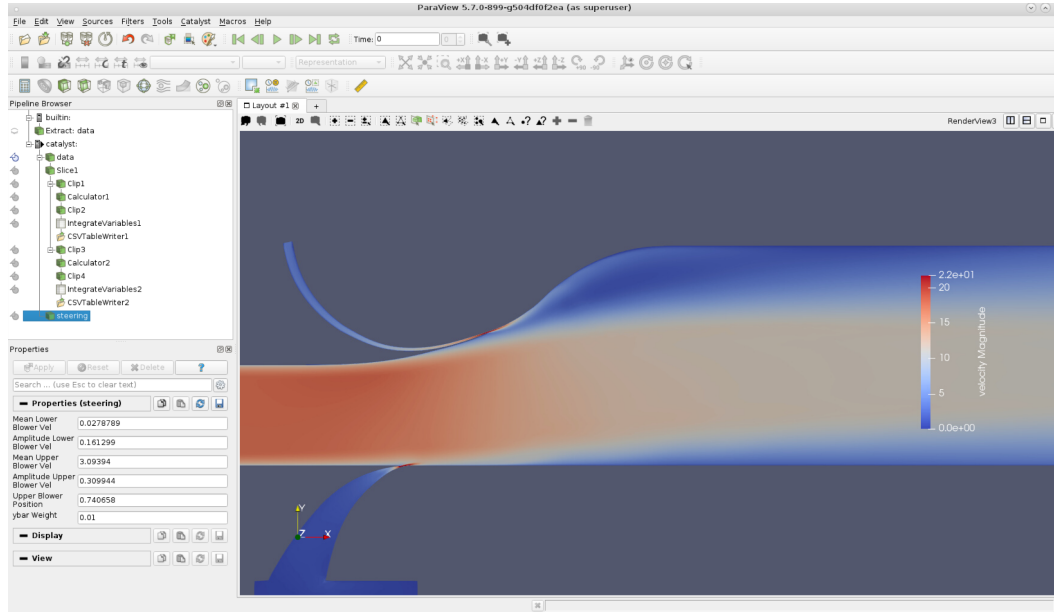 ParaView 5.7.0-899-g504df0f2ea (as superuser)
File Edit View Sources Filters Tools Catalyst Macros Help
Time: 0
Representation
+X -X +Y -Y +Z -Z +90 -90
Pipeline Browser
builtin:
Extract: data
catalyst:
data
Slice1
Clip1
Calculator1
Clip2
IntegrateVariables1
CSVTableWriter1
Clip3
Calculator2
Clip4
IntegrateVariables2
CSVTableWriter2
steering
Properties
Apply Reset Delete ?
Search ... (use Esc to clear text)
Properties (steering)
Mean Lower
Blower Vel
0.0278789
Amplitude Lower
Blower Vel
0.161299
Mean Upper
Blower Vel
3.09394
Amplitude Upper
Blower Vel
0.309944
Upper Blower
Position
0.740658
ybar Weight
0.01
Display
View
Layout #1 +
2D
RenderView3
2.2e+01
20
15
10
5
0.0e+00
velocity Magnitude
Y
Z X